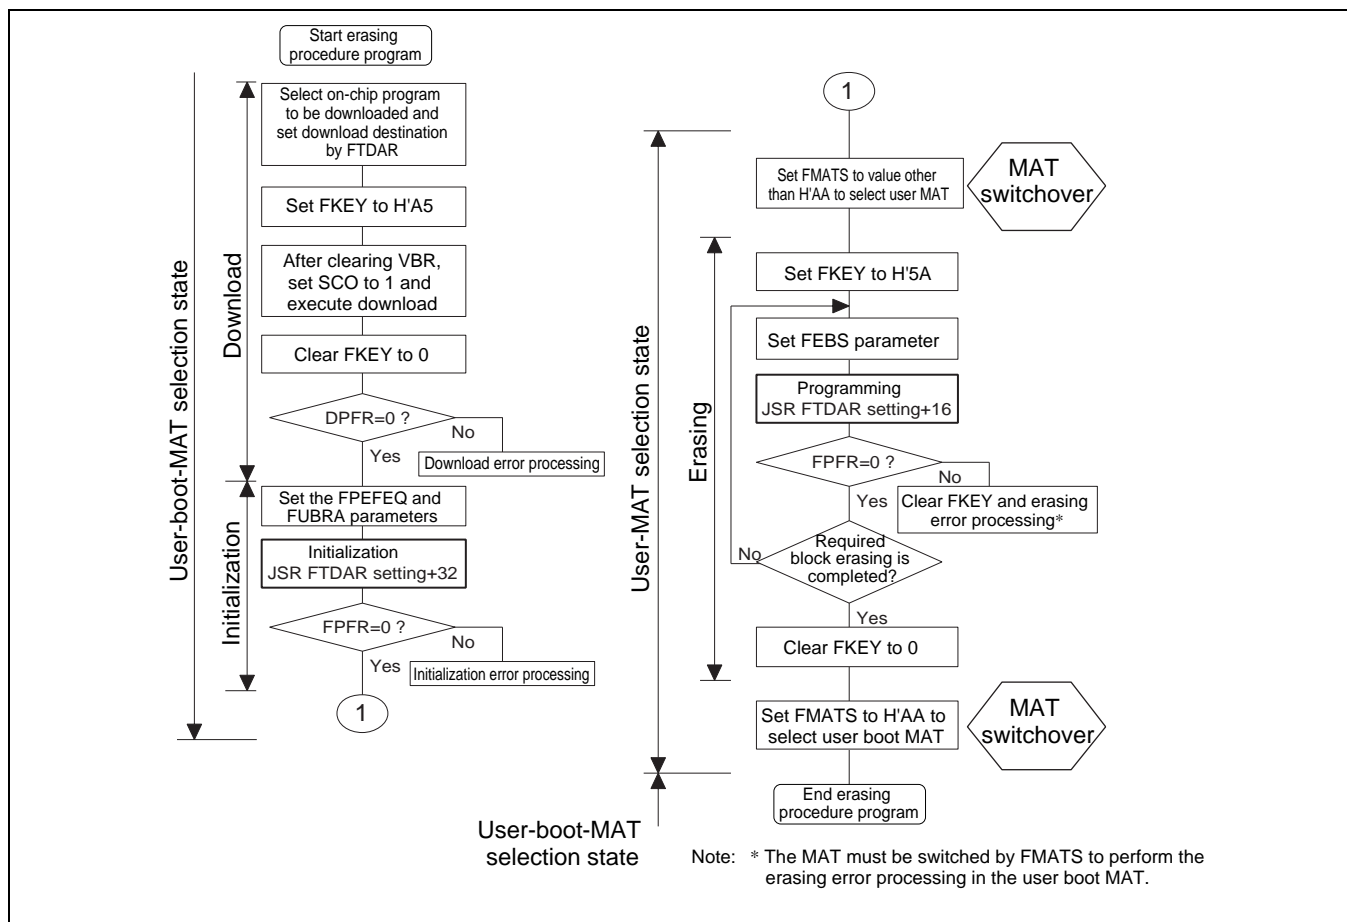 Start erasing
procedure program
User-boot-MAT selection state
Download
Select on-chip program
to be downloaded and
set download destination
by FTDAR
Set FKEY to H'A5
After clearing VBR,
set SCO to 1 and
execute download
Clear FKEY to 0
DPFR=0 ?
No
Yes
Download error processing
Initialization
Set the FPEFEQ and
FUBRA parameters
Initialization
JSR FTDAR setting+32
FPFR=0 ?
No
Yes
Initialization error processing
1
1
User-MAT selection state
Set FMATS to value other
than H'AA to select user MAT
MAT
switchover
Erasing
Set FKEY to H'5A
Set FEBS parameter
Programming
JSR FTDAR setting+16
FPFR=0 ?
No
Yes
Clear FKEY and erasing
error processing*
Required
block erasing is
completed?
No
Yes
Clear FKEY to 0
Set FMATS to H'AA to
select user boot MAT
MAT
switchover
End erasing
procedure program
User-boot-MAT
selection state
Note: * The MAT must be switched by FMATS to perform the
erasing error processing in the user boot MAT.